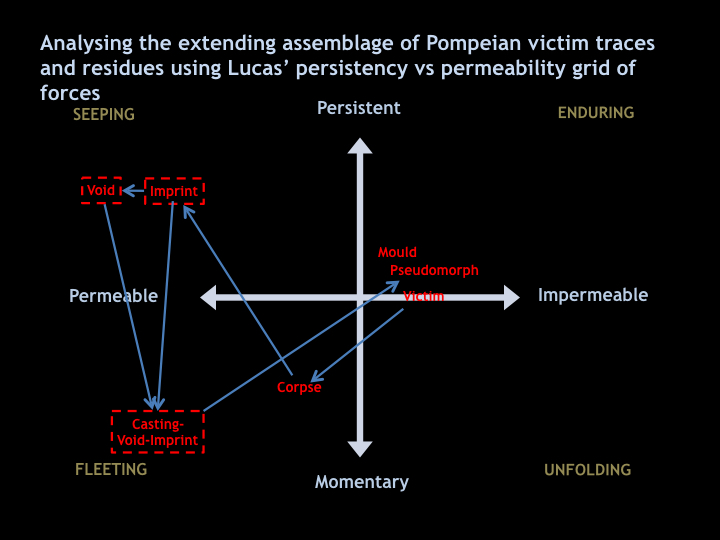 Analysing the extending assemblage of Pompeian victim traces
and residues using Lucas’ persistency vs permeability grid of
forces
SEEPING
Persistent
ENDURING
Void
Imprint
Mould
Pseudomorph
Victim
Permeable
Impermeable
Corpse
Casting-
Void-Imprint
FLEETING
Momentary
UNFOLDING